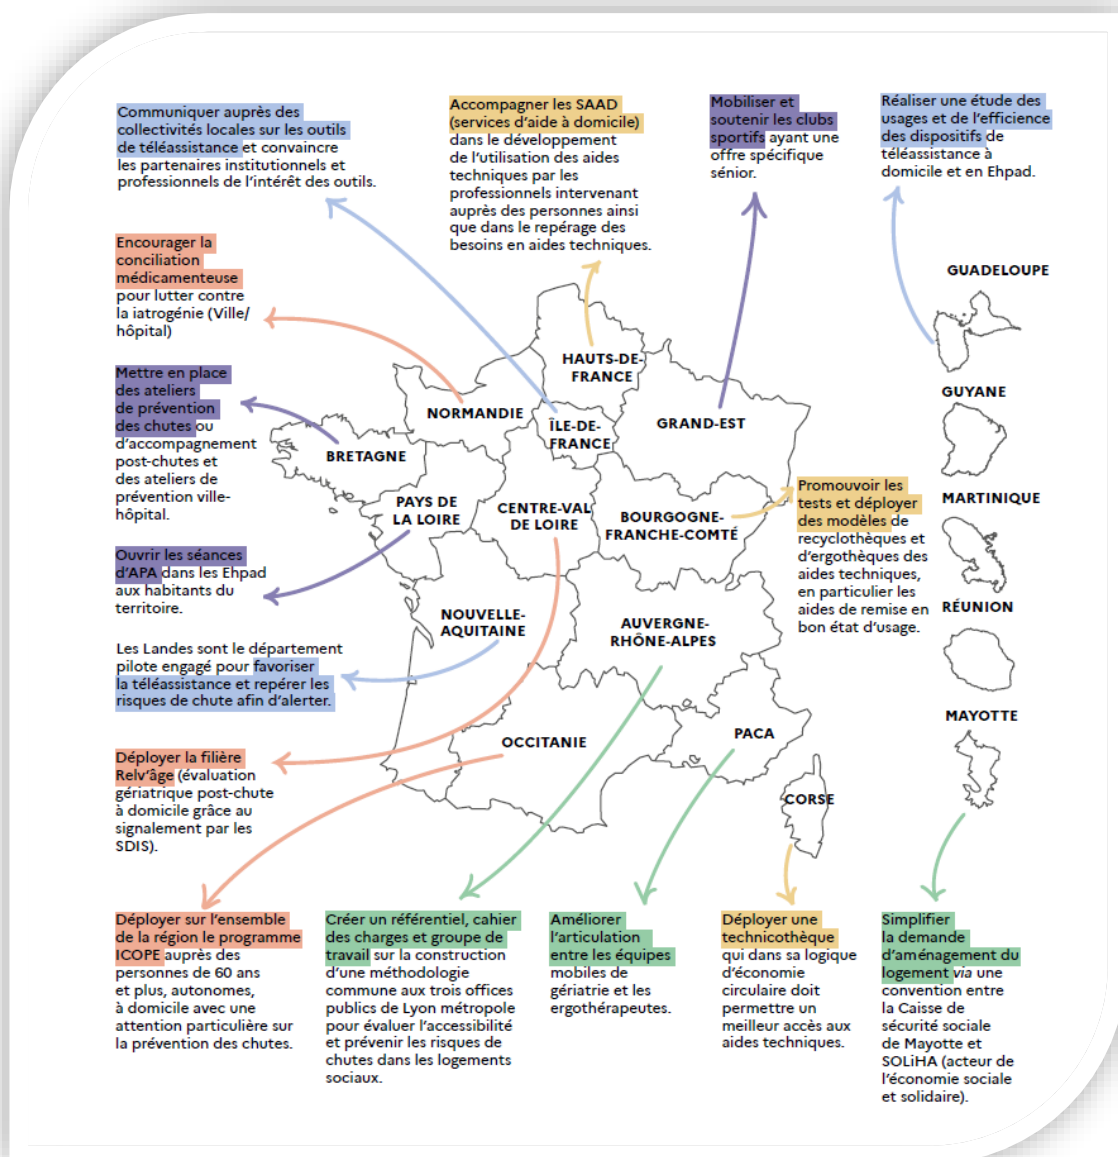 Communiquer auprès des
collectivités locales sur les outils
de téléassistance et convaincre
les partenaires institutionnels et
professionnels de l'intérêt des outils.
Accompagner les SAAD
(services d'aide à domicile)
dans le développement
de l'utilisation des aides
techniques par les
professionnels intervenant
auprès des personnes ainsi
que dans le repérage des
besoins en aides techniques.
Mobiliser et
soutenir les clubs
sportifs ayant une
offre spécifique
sénior.
Réaliser une étude des
usages et de l'efficience
des dispositifs de
téléassistance à
domicile et en Ehpad.
Encourager la
conciliation
médicamenteuse
pour lutter contre
la iatrogénie (Ville/
hôpital)
Mettre en place
des ateliers
de prévention
des chutes ou
d'accompagnement
post-chutes et
des ateliers de
prévention ville-
hôpital.
Ouvrir les séances
d'APA dans les Ehpad
aux habitants du
territoire.
Les Landes sont le département
pilote engagé pour favoriser
la téléassistance et repérer les
risques de chute afin d'alerter.
Déployer la filière
Relv'âge (évaluation
gériatrique post-chute
à domicile grâce au
signalement par les
SDIS).
HAUTS-DE-
FRANCE
NORMANDIE
ÎLE-DE-
FRANCE
GRAND-EST
BRETAGNE
PAYS DE
LA LOIRE
CENTRE-VAL
DE LOIRE
BOURGOGNE-
FRANCHE-COMTÉ
NOUVELLE-
AQUITAINE
AUVERGNE-
RHÔNE-ALPES
OCCITANIE
PACA
CORSE
Promouvoir les
tests et déployer
des modèles de
recyclothèques et
d'ergothèques des
aides techniques,
en particulier les
aides de remise en
bon état d'usage.
GUADELOUPE
GUYANE
MARTINIQUE
RÉUNION
MAYOTTE
Déployer sur l'ensemble
de la région le programme
ICOPE auprès des
personnes de 60 ans
et plus, autonomes,
à domicile avec une
attention particulière sur
la prévention des chutes.
Créer un référentiel, cahier
des charges et groupe de
travail sur la construction
d'une méthodologie
commune aux trois offices
publics de Lyon métropole
pour évaluer l'accessibilité
et prévenir les risques de
chutes dans les logements
sociaux.
Améliorer
l'articulation
entre les équipes
mobiles de
gériatrie et les
ergothérapeutes.
Déployer une
technicothèque
qui dans sa logique
d'économie
circulaire doit
permettre un
meilleur accès aux
aides techniques.
Simplifier
la demande
d'aménagement du
logement via une
convention entre
la Caisse de
sécurité sociale
de Mayotte et
SOLiHA (acteur de
l'économie sociale
et solidaire).